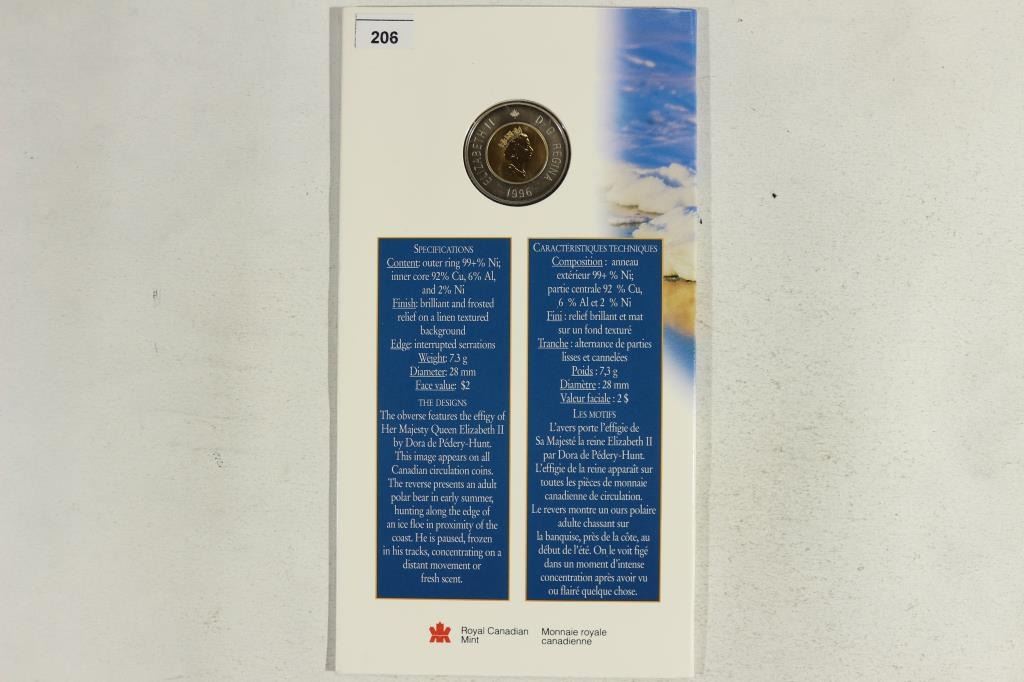 206
ELIZABETH II D·G·REGINA
1996
SPECIFICATIONS
Content: outer ring 99+% Ni;
inner core 92% Cu, 6% Al,
and 2% Ni
Finish: brilliant and frosted
relief on a linen textured
background
Edge: interrupted serrations
Weight: 7.3 g
Diameter: 28 mm
Face value: $2
THE DESIGNS
The obverse features the effigy of
Her Majesty Queen Elizabeth II
by Dora de Pédery-Hunt.
This image appears on all
Canadian circulation coins.
The reverse presents an adult
polar bear in early summer,
hunting along the edge of
an ice floe in proximity of the
coast. He is paused, frozen
in his tracks, concentrating on a
distant movement or
fresh scent.
CARACTÉRISTIQUES TECHNIQUES
Composition : anneau
extérieur 99+ % Ni;
partie centrale 92 % Cu,
6 % Al et 2 % Ni
Fini : relief brillant et mat
sur un fond texturé
Tranche : alternance de parties
lisses et cannelées
Poids : 7,3 g
Diamètre : 28 mm
Valeur faciale : 2 $
LES MOTIFS
L'avers porte l'effigie de
Sa Majesté la reine Elizabeth II
par Dora de Pédery-Hunt.
L'effigie de la reine apparaît sur
toutes les pièces de monnaie
canadienne de circulation.
Le revers montre un ours polaire
adulte chassant sur
la banquise, près de la côte, au
début de l'été. On le voit figé
dans un moment d'intense
concentration après avoir vu
ou flairé quelque chose.
Royal Canadian
Mint
Monnaie royale
canadienne